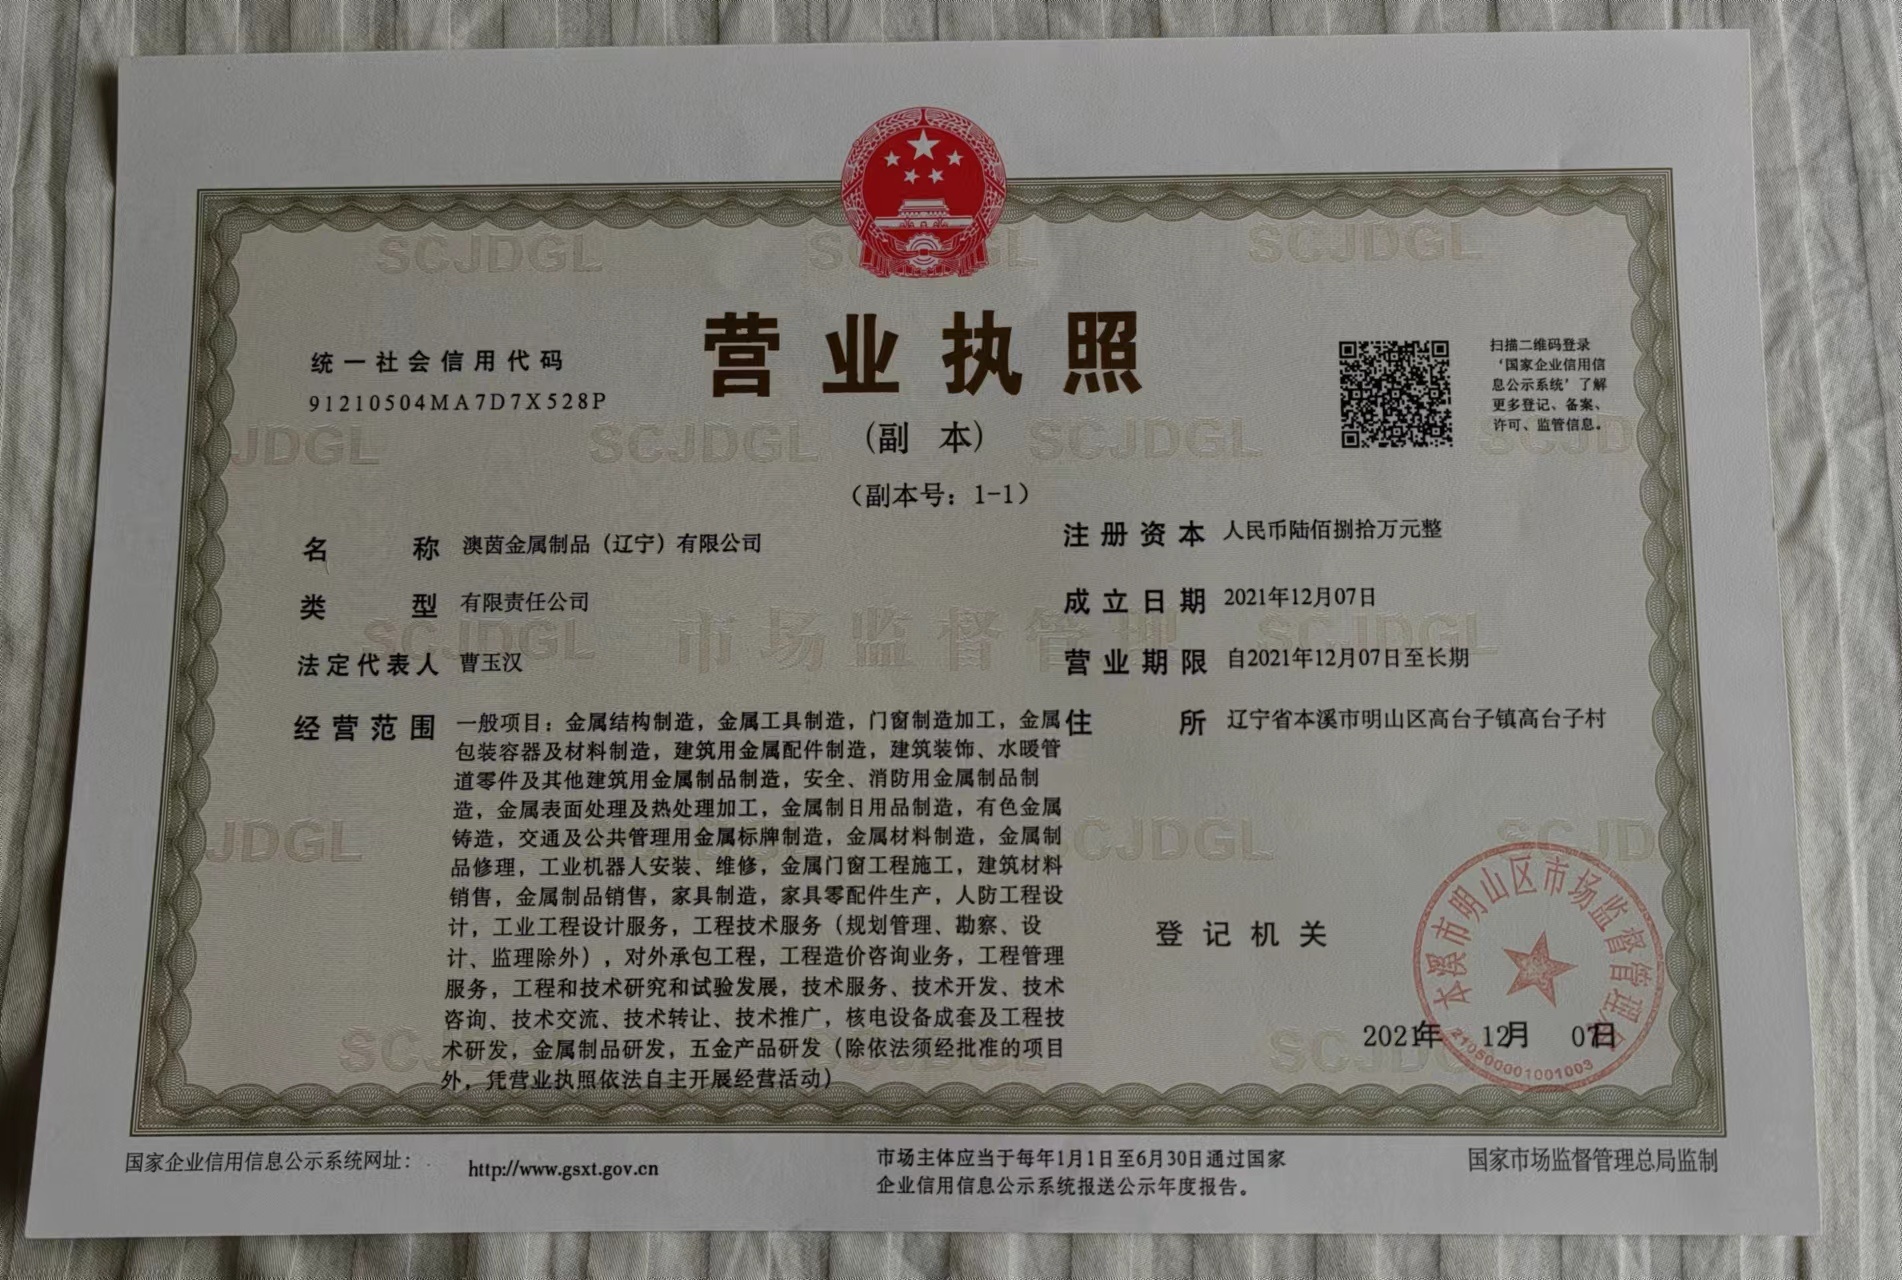 统一社会信用代码
91210504MA7D7X528P
营业执照
(副 本)
（副本号：1-1）
扫描二维码登录
‘国家企业信用信
息公示系统’了解
更多登记、备案、
许可、监管信息。
名 称 澳茵金属制品（辽宁）有限公司
类 型 有限责任公司
法定代表人 曹玉汉
经营范围 一般项目：金属结构制造，金属工具制造，门窗制造加工，金属
包装容器及材料制造，建筑用金属配件制造，建筑装饰、水暖管
道零件及其他建筑用金属制品制造，安全、消防用金属制品制
造，金属表面处理及热处理加工，金属制日用品制造，有色金属
铸造，交通及公共管理用金属标牌制造，金属材料制造，金属制
品修理，工业机器人安装、维修，金属门窗工程施工，建筑材料
销售，金属制品销售，家具制造，家具零配件生产，人防工程设
计，工业工程设计服务，工程技术服务（规划管理、勘察、设
计、监理除外），对外承包工程，工程造价咨询业务，工程管理
服务，工程和技术研究和试验发展，技术服务、技术开发、技术
咨询、技术交流、技术转让、技术推广，核电设备成套及工程技
术研发，金属制品研发，五金产品研发（除依法须经批准的项目
外，凭营业执照依法自主开展经营活动）
注册资本 人民币陆佰捌拾万元整
成立日期 2021年12月07日
营业期限 自2021年12月07日至长期
住 所 辽宁省本溪市明山区高台子镇高台子村
登记机关
本溪市明山区市场监督管理局
2021年 12月 07日
2105000001001003
国家企业信用信息公示系统网址： http://www.gsxt.gov.cn
市场主体应当于每年1月1日至6月30日通过国家
企业信用信息公示系统报送公示年度报告。
国家市场监督管理总局监制
SCJDGL
市场监督管理